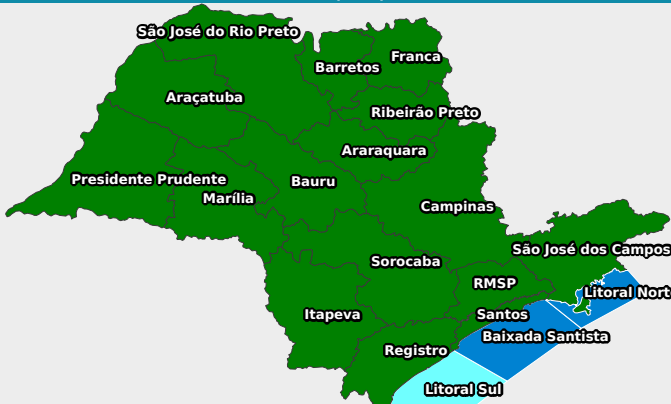 São José do Rio Preto
Franca
Barretos
Araçatuba
Ribeirão Preto
Araraquara
Presidente Prudente
Bauru
Marília
Campinas
São José dos Campos
Sorocaba
RMSP
Litoral Nort
Itapeva
Santos
Baixada Santista
Registro
Litoral Sul